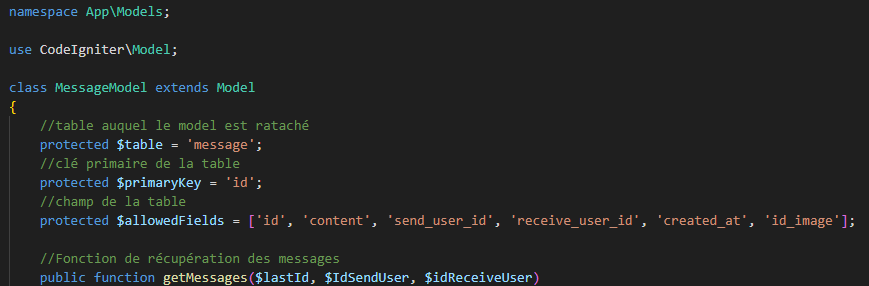 namespace App\Models;
use CodeIgniter\Model;
class MessageModel extends Model
{
//table auquel le model est rataché
protected $table = 'message';
//clé primaire de la table
protected $primaryKey = 'id';
//champ de la table
protected $allowedFields = ['id', 'content', 'send_user_id', 'receive_user_id', 'created_at', 'id_image'];
//Fonction de récupération des messages
public function getMessages($lastId, $IdSendUser, $idReceiveUser)